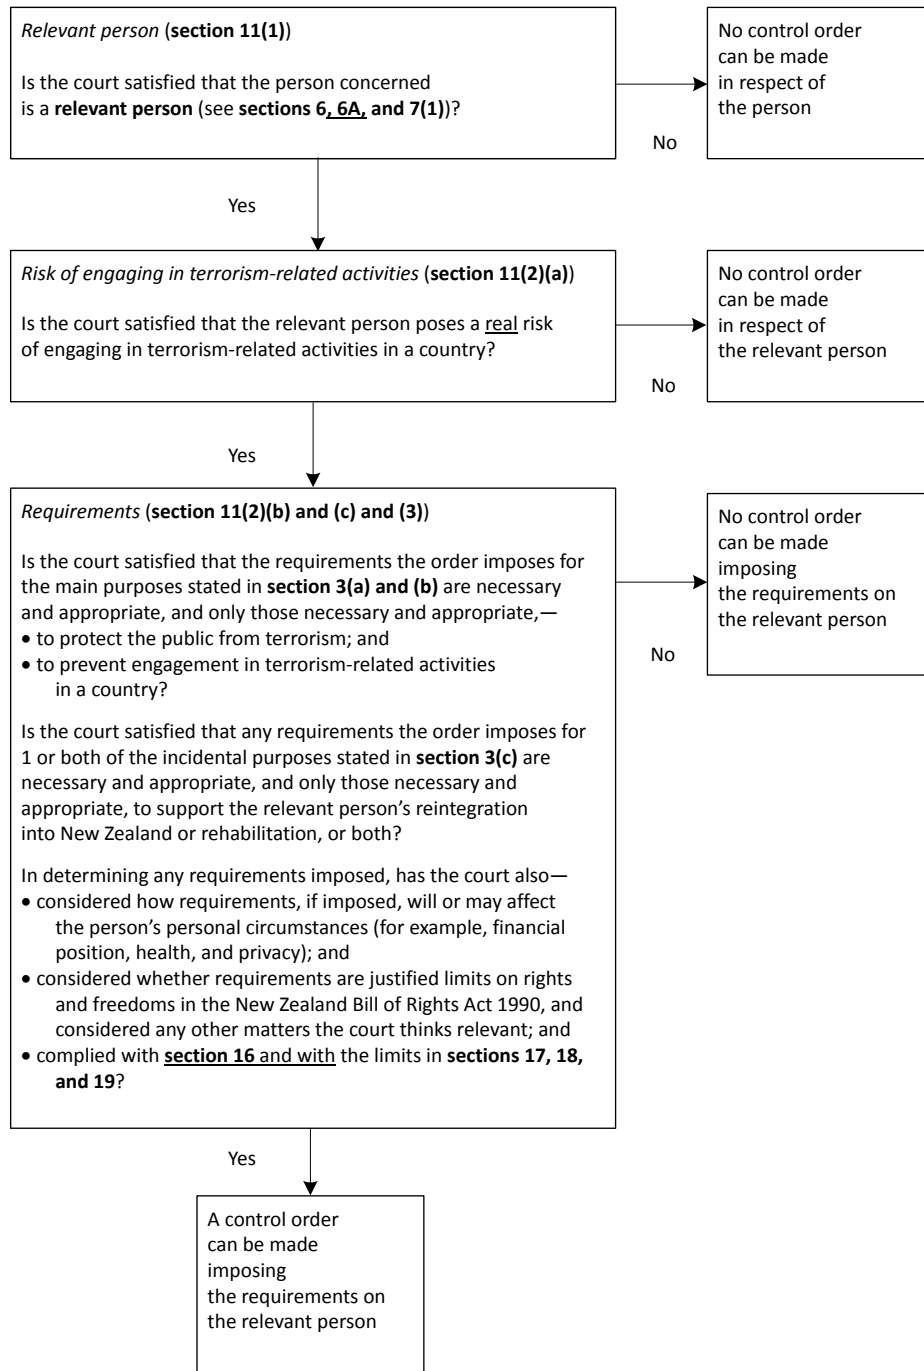 Relevant person (section 11(1))
Is the court satisfied that the person concerned
is a relevant person (see sections 6, 6A, and 7(1))?
No control order
can be made
in respect of
the person
No
Yes
Risk of engaging in terrorism-related activities (section 11(2)(a))
Is the court satisfied that the relevant person poses a real risk
of engaging in terrorism-related activities in a country?
No control order
can be made
in respect of
the relevant person
No
Yes
Requirements (section 11(2)(b) and (c) and (3))
Is the court satisfied that the requirements the order imposes for
the main purposes stated in section 3(a) and (b) are necessary
and appropriate, and only those necessary and appropriate,—
• to protect the public from terrorism; and
• to prevent engagement in terrorism-related activities
in a country?
Is the court satisfied that any requirements the order imposes for
1 or both of the incidental purposes stated in section 3(c) are
necessary and appropriate, and only those necessary and
appropriate, to support the relevant person's reintegration
into New Zealand or rehabilitation, or both?
In determining any requirements imposed, has the court also—
• considered how requirements, if imposed, will or may affect
the person's personal circumstances (for example, financial
position, health, and privacy); and
• considered whether requirements are justified limits on rights
and freedoms in the New Zealand Bill of Rights Act 1990, and
considered any other matters the court thinks relevant; and
• complied with section 16 and with the limits in sections 17, 18,
and 19?
No control order
can be made
imposing
the requirements on
the relevant person
No
Yes
A control order
can be made
imposing
the requirements on
the relevant person